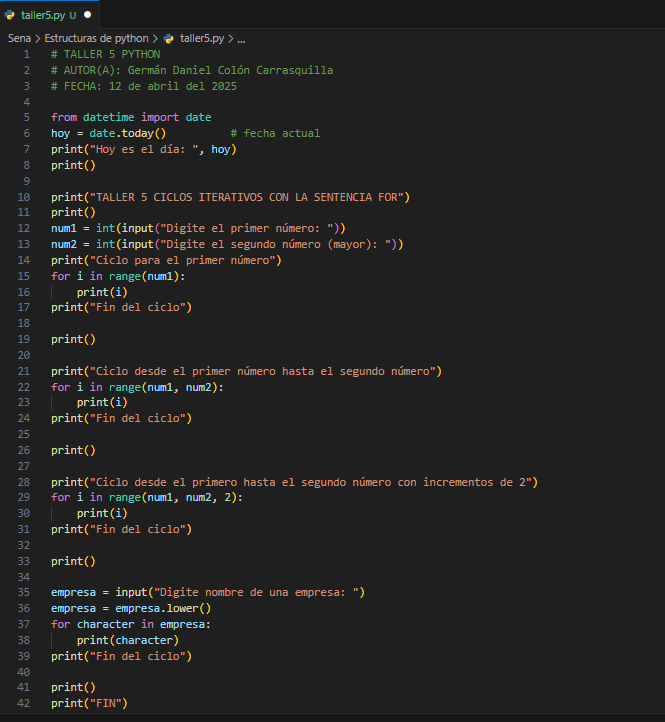 taller5.py U
Sena > Estructuras de python > taller5.py > ...
1 # TALLER 5 PYTHON
2 # AUTOR(A): Germán Daniel Colón Carrasquilla
3 # FECHA: 12 de abril del 2025
4
5 from datetime import date
6 hoy = date.today()          # fecha actual
7 print("Hoy es el día: ", hoy)
8 print()
9
10 print("TALLER 5 CICLOS ITERATIVOS CON LA SENTENCIA FOR")
11 print()
12 num1 = int(input("Digite el primer número: "))
13 num2 = int(input("Digite el segundo número (mayor): "))
14 print("Ciclo para el primer número")
15 for i in range(num1):
16     print(i)
17 print("Fin del ciclo")
18
19 print()
20
21 print("Ciclo desde el primer número hasta el segundo número")
22 for i in range(num1, num2):
23     print(i)
24 print("Fin del ciclo")
25
26 print()
27
28 print("Ciclo desde el primero hasta el segundo número con incrementos de 2")
29 for i in range(num1, num2, 2):
30     print(i)
31 print("Fin del ciclo")
32
33 print()
34
35 empresa = input("Digite nombre de una empresa: ")
36 empresa = empresa.lower()
37 for character in empresa:
38     print(character)
39 print("Fin del ciclo")
40
41 print()
42 print("FIN")